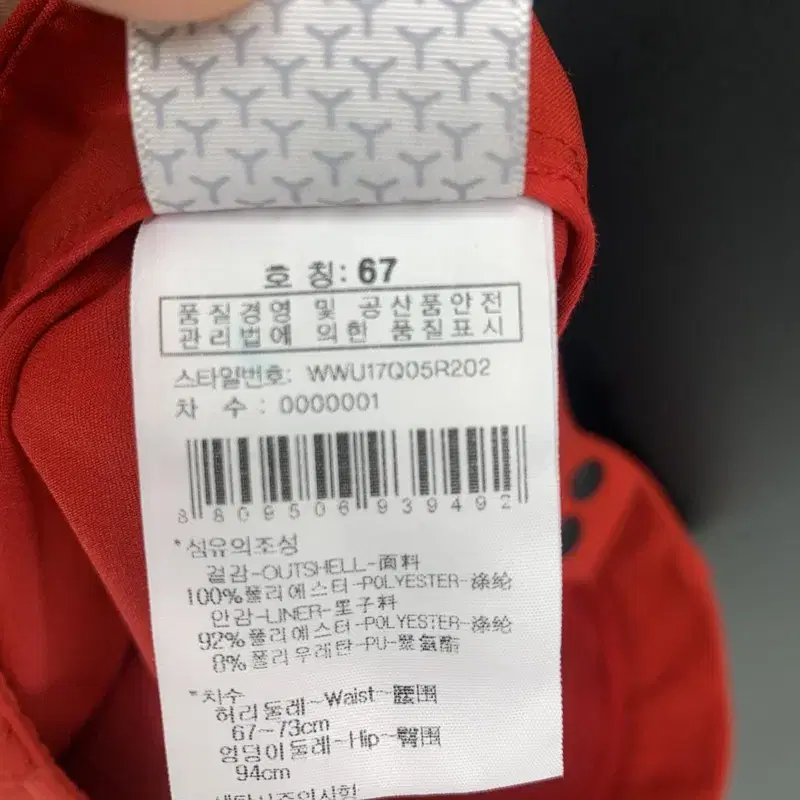 호 칭: 67
품질경영 및 공산품안전
관리법에 의한 품질표시
스타일번호: WWU17Q05R202
차 수 : 0000001
8809506939492
*섬유의조성
겉감-OUTSHELL-面料
100%폴리에스터-POLYESTER-涤纶
안감-LINER-里子料
92%폴리에스터-POLYESTER-涤纶
8%폴리우레탄-PU-聚氨酯
*치수
허리둘레-Waist-腰围
67~73cm
엉덩이둘레-Hip-臀围
94cm